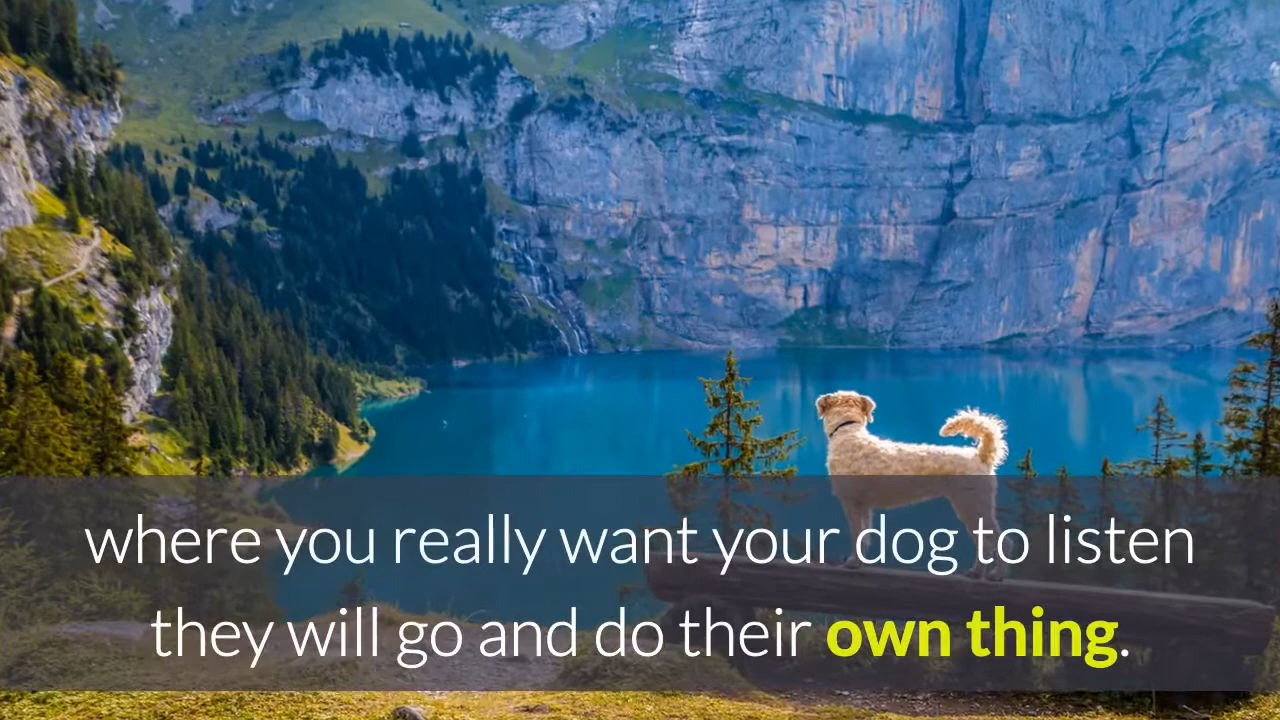 where you really want your dog to listen
they will go and do their own thing.